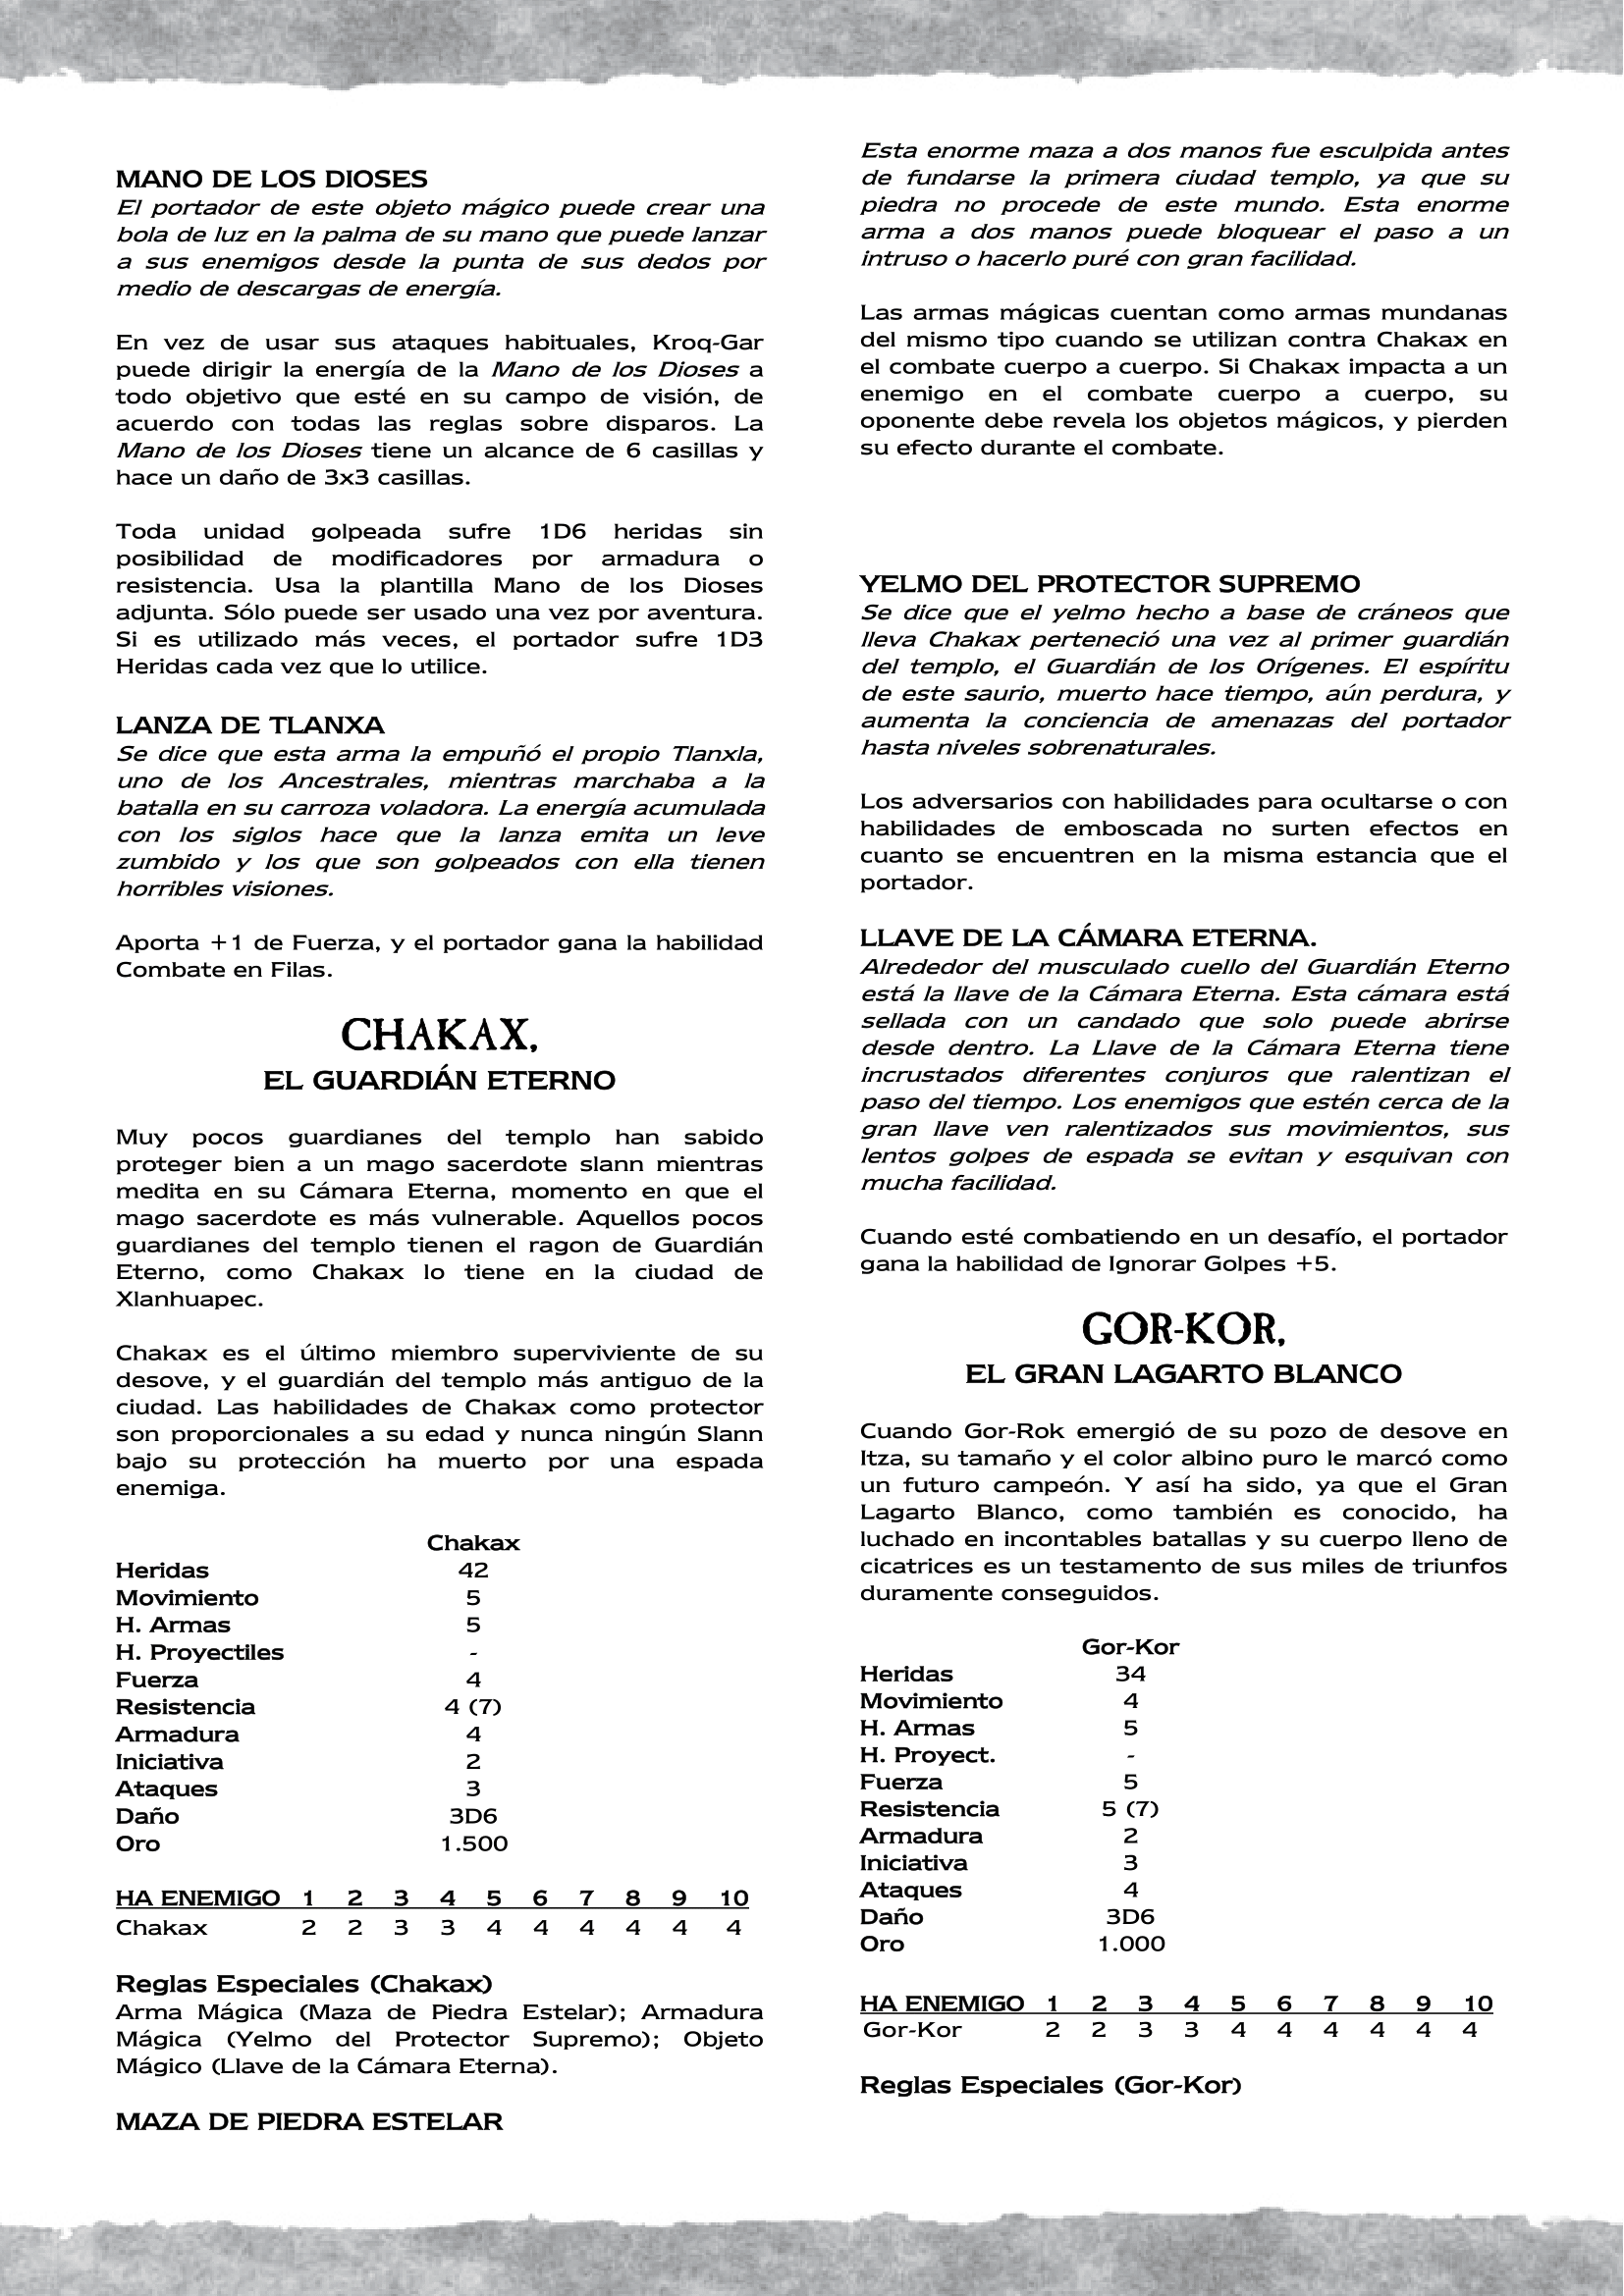 MANO DE LOS DIOSES
El portador de este objeto mágico puede crear una
bola de luz en la palma de su mano que puede lanzar
a sus enemigos desde la punta de sus dedos por
medio de descargas de energía.
En vez de usar sus ataques habituales, Kroq-Gar
puede dirigir la energía de la Mano de los Dioses a
todo objetivo que esté en su campo de visión, de
acuerdo con todas las reglas sobre disparos. La
Mano de los Dioses tiene un alcance de 6 casillas y
hace un daño de 3x3 casillas.
Toda unidad golpeada sufre 1D6 heridas sin
posibilidad de modificadores por armadura o
resistencia. Usa la plantilla Mano de los Dioses
adjunta. Sólo puede ser usado una vez por aventura.
Si es utilizado más veces, el portador sufre 1D3
Heridas cada vez que lo utilice.
LANZA DE TLANXA
Se dice que esta arma la empuñó el propio Tlanxla,
uno de los Ancestrales, mientras marchaba a la
batalla en su carroza voladora. La energía acumulada
con los siglos hace que la lanza emita un leve
zumbido y los que son golpeados con ella tienen
horribles visiones.
Aporta +1 de Fuerza, y el portador gana la habilidad
Combate en Filas.
CHAKAX,
EL GUARDIÁN ETERNO
Muy pocos guardianes del templo han sabido
proteger bien a un mago sacerdote slann mientras
medita en su Cámara Eterna, momento en que el
mago sacerdote es más vulnerable. Aquellos pocos
guardianes del templo tienen el ragon de Guardián
Eterno, como Chakax lo tiene en la ciudad de
Xlanhuapec.
Chakax es el último miembro superviviente de su
desove, y el guardián del templo más antiguo de la
ciudad. Las habilidades de Chakax como protector
son proporcionales a su edad y nunca ningún Slann
bajo su protección ha muerto por una espada
enemiga.
Chakax
Heridas 42
Movimiento 5
H. Armas 5
H. Proyectiles -
Fuerza 4
Resistencia 4 (7)
Armadura 4
Iniciativa 2
Ataques 3
Daño 3D6
Oro 1.500
HA ENEMIGO 1 2 3 4 5 6 7 8 9 10
Chakax 2 2 3 3 4 4 4 4 4 4
Reglas Especiales (Chakax)
Arma Mágica (Maza de Piedra Estelar); Armadura
Mágica (Yelmo del Protector Supremo); Objeto
Mágico (Llave de la Cámara Eterna).
MAZA DE PIEDRA ESTELAR
Esta enorme maza a dos manos fue esculpida antes
de fundarse la primera ciudad templo, ya que su
piedra no procede de este mundo. Esta enorme
arma a dos manos puede bloquear el paso a un
intruso o hacerlo puré con gran facilidad.
Las armas mágicas cuentan como armas mundanas
del mismo tipo cuando se utilizan contra Chakax en
el combate cuerpo a cuerpo. Si Chakax impacta a un
enemigo en el combate cuerpo a cuerpo, su
oponente debe revela los objetos mágicos, y pierden
su efecto durante el combate.
YELMO DEL PROTECTOR SUPREMO
Se dice que el yelmo hecho a base de cráneos que
lleva Chakax perteneció una vez al primer guardián
del templo, el Guardián de los Orígenes. El espíritu
de este saurio, muerto hace tiempo, aún perdura, y
aumenta la conciencia de amenazas del portador
hasta niveles sobrenaturales.
Los adversarios con habilidades para ocultarse o con
habilidades de emboscada no surten efectos en
cuanto se encuentren en la misma estancia que el
portador.
LLAVE DE LA CÁMARA ETERNA.
Alrededor del musculado cuello del Guardián Eterno
está la llave de la Cámara Eterna. Esta cámara está
sellada con un candado que solo puede abrirse
desde dentro. La Llave de la Cámara Eterna tiene
incrustados diferentes conjuros que ralentizan el
paso del tiempo. Los enemigos que estén cerca de la
gran llave ven ralentizados sus movimientos, sus
lentos golpes de espada se evitan y esquivan con
mucha facilidad.
Cuando esté combatiendo en un desafío, el portador
gana la habilidad de Ignorar Golpes +5.
GOR-KOR,
EL GRAN LAGARTO BLANCO
Cuando Gor-Rok emergió de su pozo de desove en
Itza, su tamaño y el color albino puro le marcó como
un futuro campeón. Y así ha sido, ya que el Gran
Lagarto Blanco, como también es conocido, ha
luchado en incontables batallas y su cuerpo lleno de
cicatrices es un testamento de sus miles de triunfos
duramente conseguidos.
Gor-Kor
Heridas 34
Movimiento 4
H. Armas 5
H. Proyect. -
Fuerza 5
Resistencia 5 (7)
Armadura 2
Iniciativa 3
Ataques 4
Daño 3D6
Oro 1.000
HA ENEMIGO 1 2 3 4 5 6 7 8 9 10
Gor-Kor 2 2 3 3 4 4 4 4 4 4
Reglas Especiales (Gor-Kor)